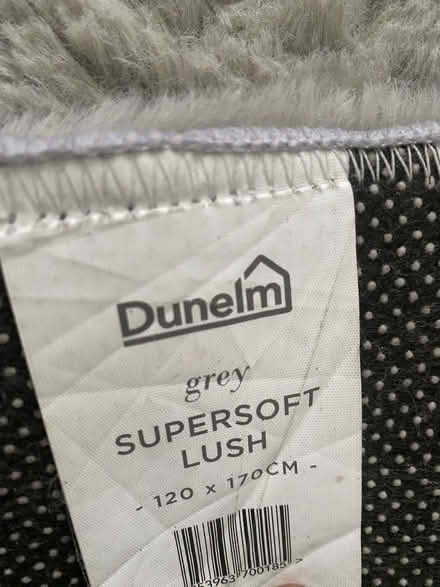 Dunelm
grey
SUPERSOFT
LUSH
- 120 x 170CM -